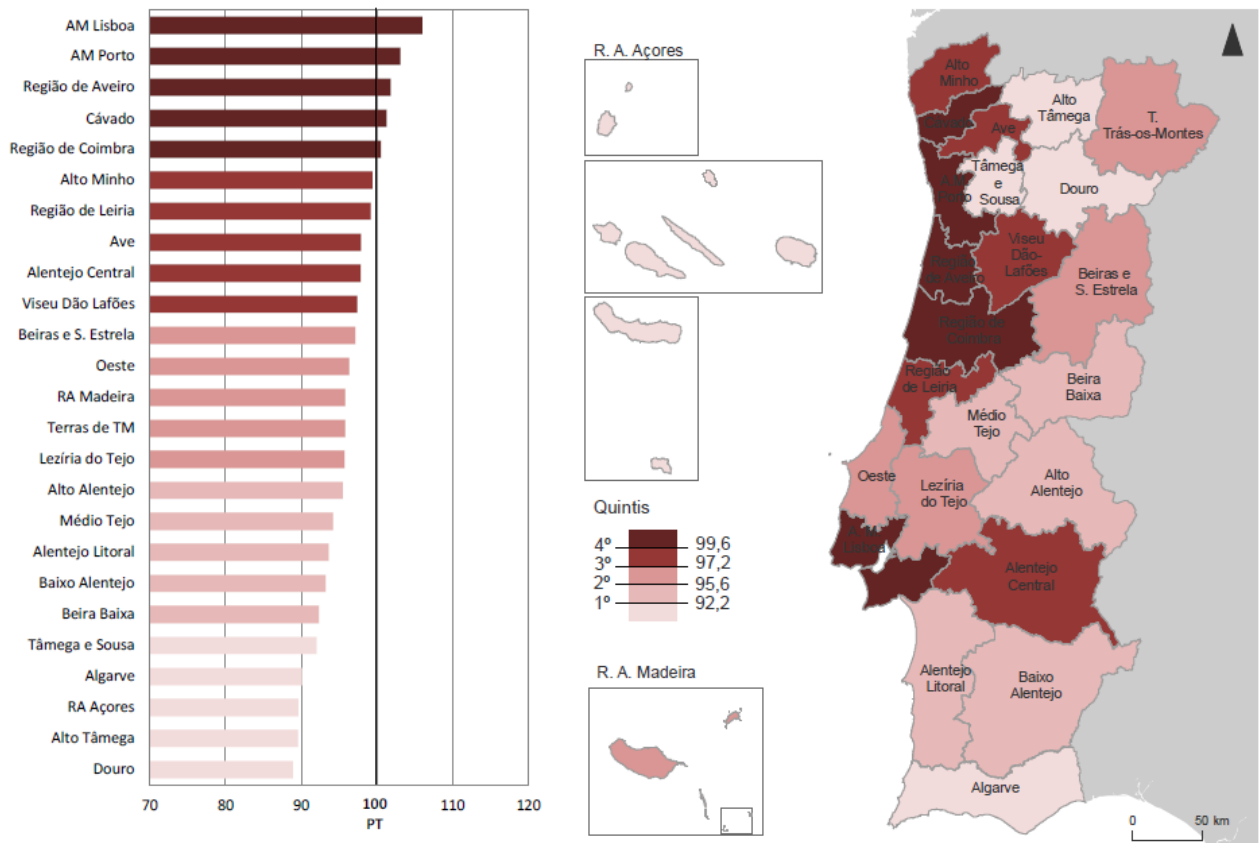 AM Lisboa
AM Porto
Região de Aveiro
Cávado
Região de Coimbra
Alto Minho
Região de Leiria
Ave
Alentejo Central
Viseu Dão Lafões
Beiras e S. Estrela
Oeste
RA Madeira
Terras de TM
Lezíria do Tejo
Alto Alentejo
Médio Tejo
Alentejo Litoral
Baixo Alentejo
Beira Baixa
Tâmega e Sousa
Algarve
RA Açores
Alto Tâmega
Douro
70 80 90 100 110 120
PT
R. A. Açores
Quintis
4º 99,6
3º 97,2
2º 95,6
1º 92,2
R. A. Madeira
Alto
Minho
Alto
Tâmega
T.
Trás-os-Montes
Cávado
Ave
Tâmega
e
Sousa
Douro
A.M.
Porto
Viseu
Dão-
Lafões
Região
de Aveiro
Beiras e
S. Estrela
Região de
Coimbra
Região
de Leiria
Beira
Baixa
Médio
Tejo
Oeste
Lezíria
do Tejo
Alto
Alentejo
A.M.
Lisboa
Alentejo
Central
Alentejo
Litoral
Baixo
Alentejo
Algarve
0 50 km